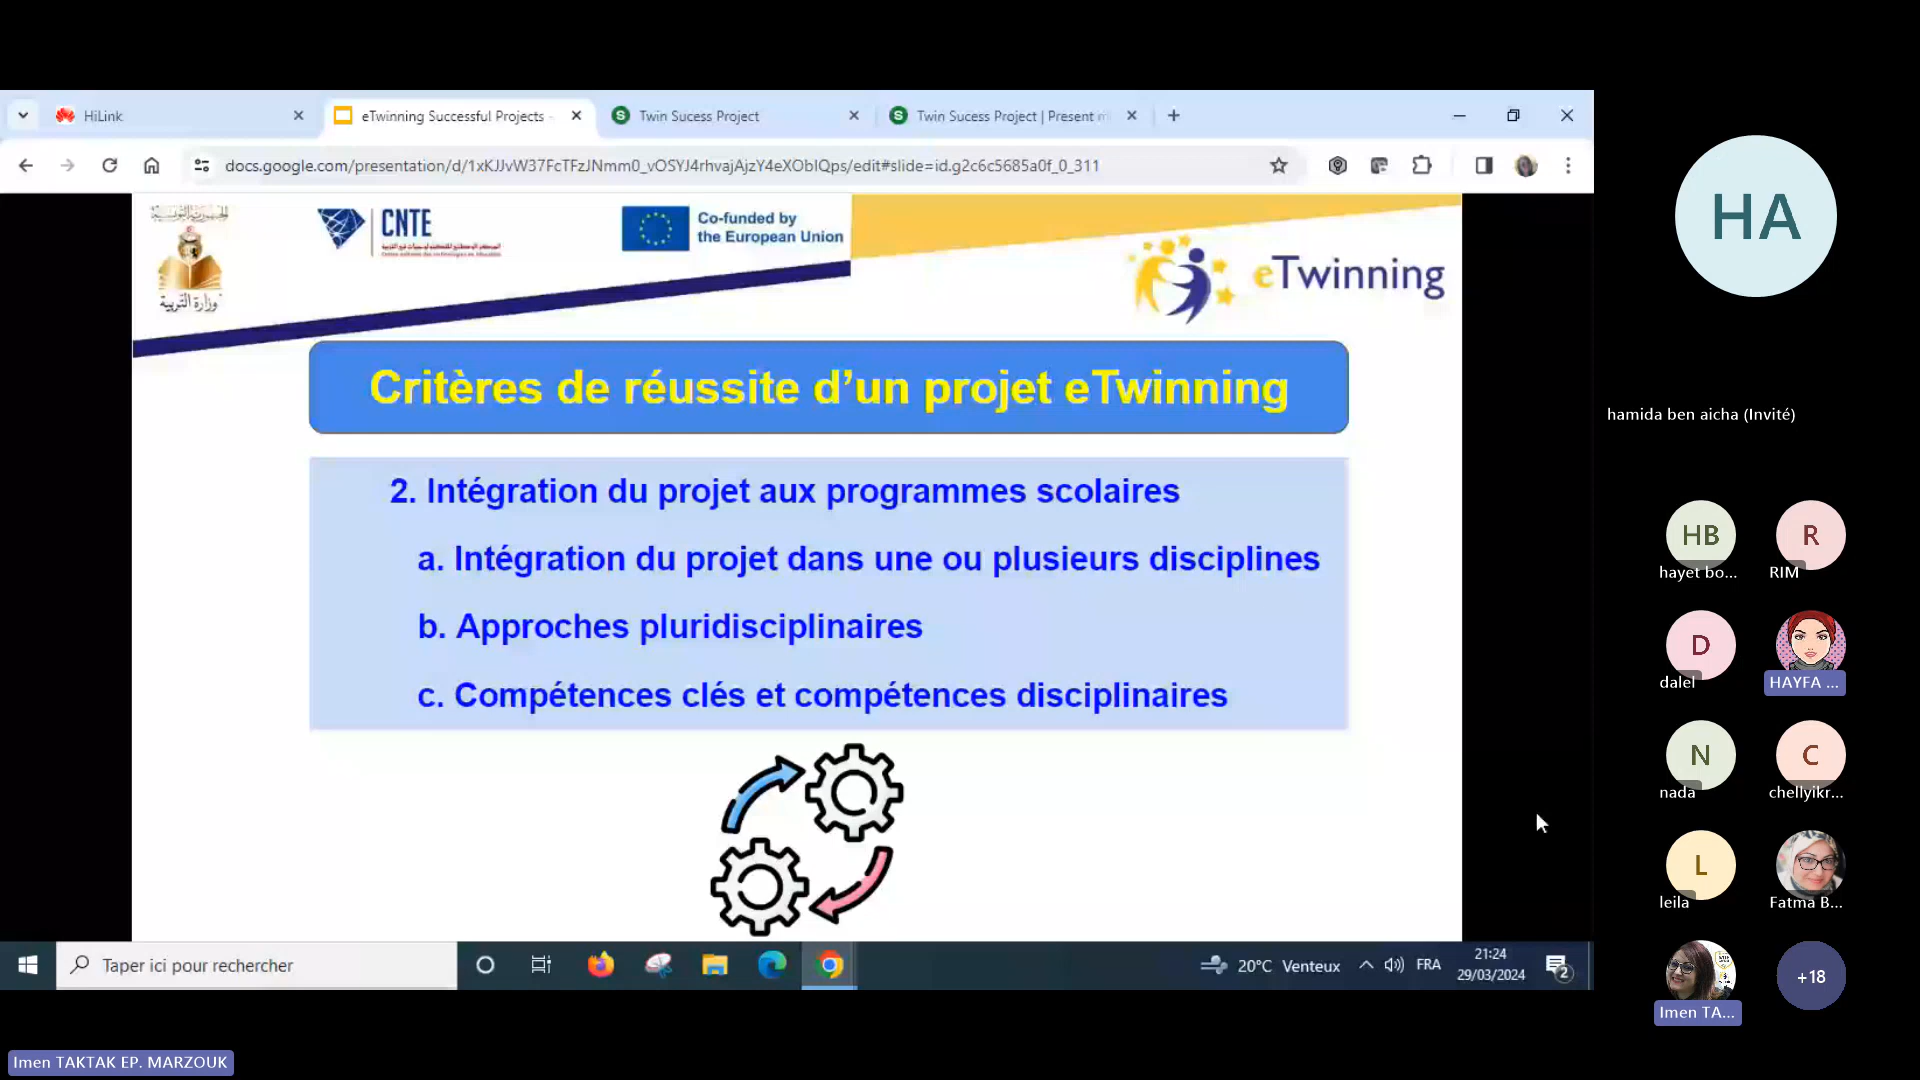 HiLink
eTwinning Successful Projects -
Twin Sucess Project
Twin Sucess Project | Present m
docs.google.com/presentation/d/1xKJJvW37FcTFzJNmm0_vOSYJ4rhvajAjzY4eXOblQps/edit#slide=id.g2c6c5685a0f_0_311
وزارة التربية
CNTE
Co-funded by
the European Union
eTwinning
Critères de réussite d’un projet eTwinning
2. Intégration du projet aux programmes scolaires
a. Intégration du projet dans une ou plusieurs disciplines
b. Approches pluridisciplinaires
c. Compétences clés et compétences disciplinaires
Taper ici pour rechercher
20°C Venteux
FRA
21:24
29/03/2024
2
Imen TAKTAK EP. MARZOUK
HA
hamida ben aicha (Invité)
HB
hayet bo...
R
RIM
D
dalel
HAYFA ...
N
nada
C
chellyikr...
L
leila
Fatma B...
Imen TA...
+18